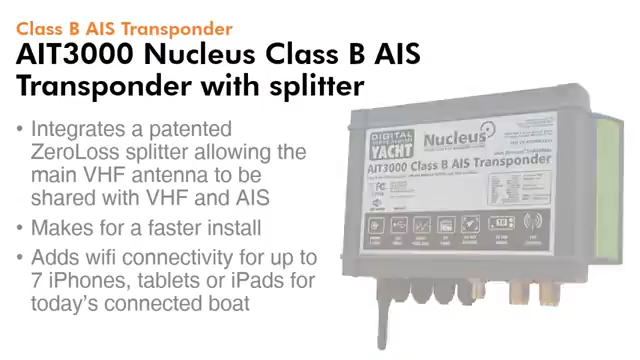 Class B AIS Transponder
AIT3000 Nucleus Class B AIS
Transponder with splitter
• Integrates a patented
ZeroLoss splitter allowing the
main VHF antenna to be
shared with VHF and AIS
• Makes for a faster install
• Adds wifi connectivity for up to
7 iPhones, tablets or iPads for
today's connected boat
DIGITAL
YACHT
Nucleus
AIT3000 Class B AIS Transponder
FC